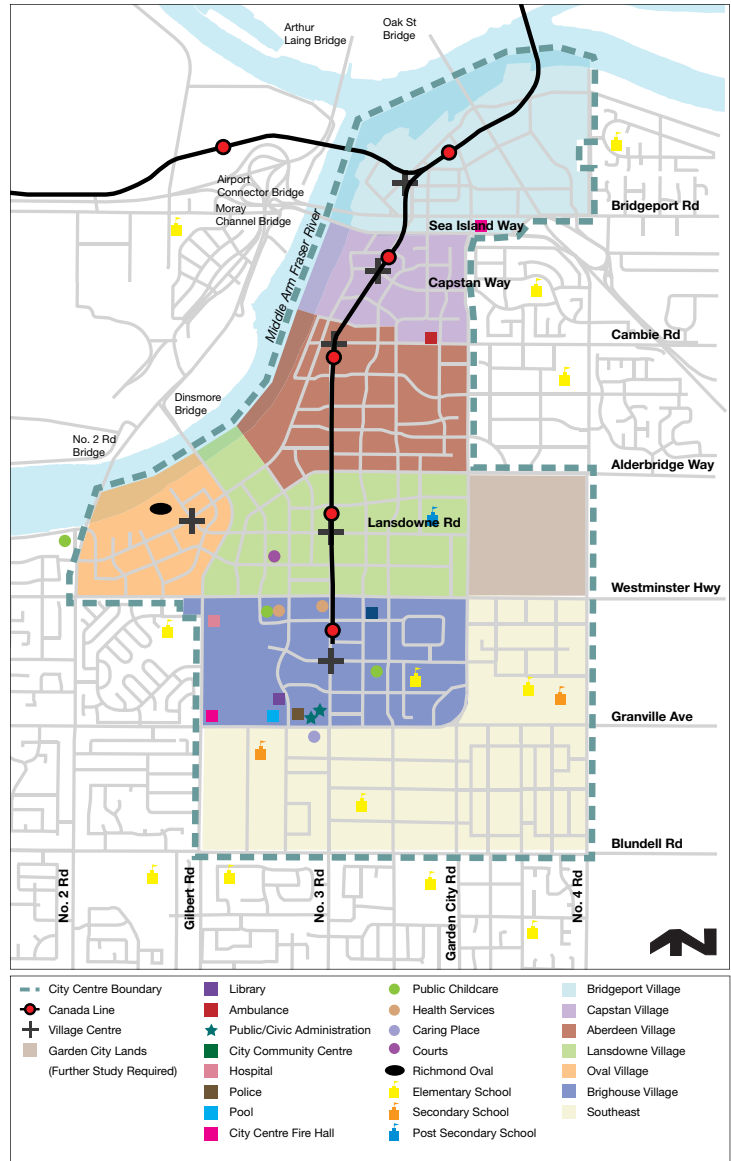 Arthur
Laing Bridge
Oak St
Bridge
Airport
Connector Bridge
Moray
Channel Bridge
Bridgeport Rd
Sea Island Way
Middle Arm Fraser River
Capstan Way
Cambie Rd
Dinsmore
Bridge
No. 2 Rd
Bridge
Alderbridge Way
Lansdowne Rd
Westminster Hwy
Granville Ave
Blundell Rd
No. 2 Rd
Gilbert Rd
No. 3 Rd
Garden City Rd
No. 4 Rd
N
City Centre Boundary
Canada Line
Village Centre
Garden City Lands
(Further Study Required)
Library
Ambulance
Public/Civic Administration
City Community Centre
Hospital
Police
Pool
City Centre Fire Hall
Public Childcare
Health Services
Caring Place
Courts
Richmond Oval
Elementary School
Secondary School
Post Secondary School
Bridgeport Village
Capstan Village
Aberdeen Village
Lansdowne Village
Oval Village
Brighouse Village
Southeast